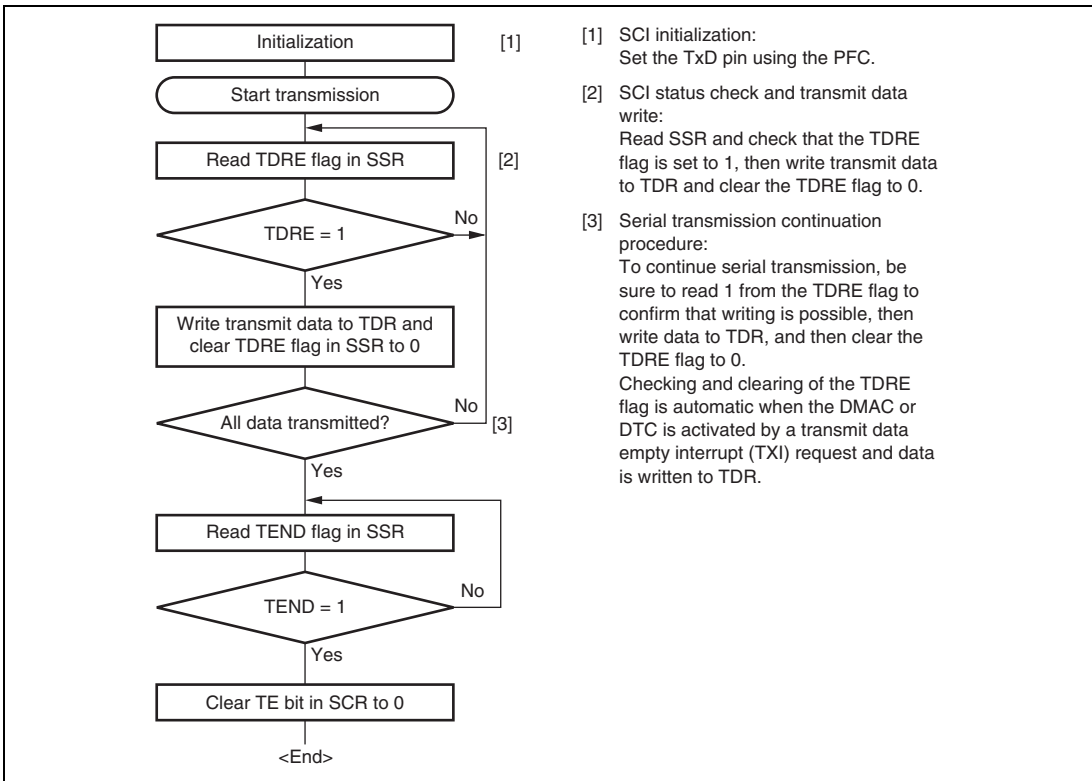 Initialization
[1]
Start transmission
Read TDRE flag in SSR
[2]
TDRE = 1
No
Yes
Write transmit data to TDR and
clear TDRE flag in SSR to 0
All data transmitted?
No
[3]
Yes
Read TEND flag in SSR
TEND = 1
No
Yes
Clear TE bit in SCR to 0
<End>
[1] SCI initialization:
Set the TxD pin using the PFC.
[2] SCI status check and transmit data
write:
Read SSR and check that the TDRE
flag is set to 1, then write transmit data
to TDR and clear the TDRE flag to 0.
[3] Serial transmission continuation
procedure:
To continue serial transmission, be
sure to read 1 from the TDRE flag to
confirm that writing is possible, then
write data to TDR, and then clear the
TDRE flag to 0.
Checking and clearing of the TDRE
flag is automatic when the DMAC or
DTC is activated by a transmit data
empty interrupt (TXI) request and data
is written to TDR.